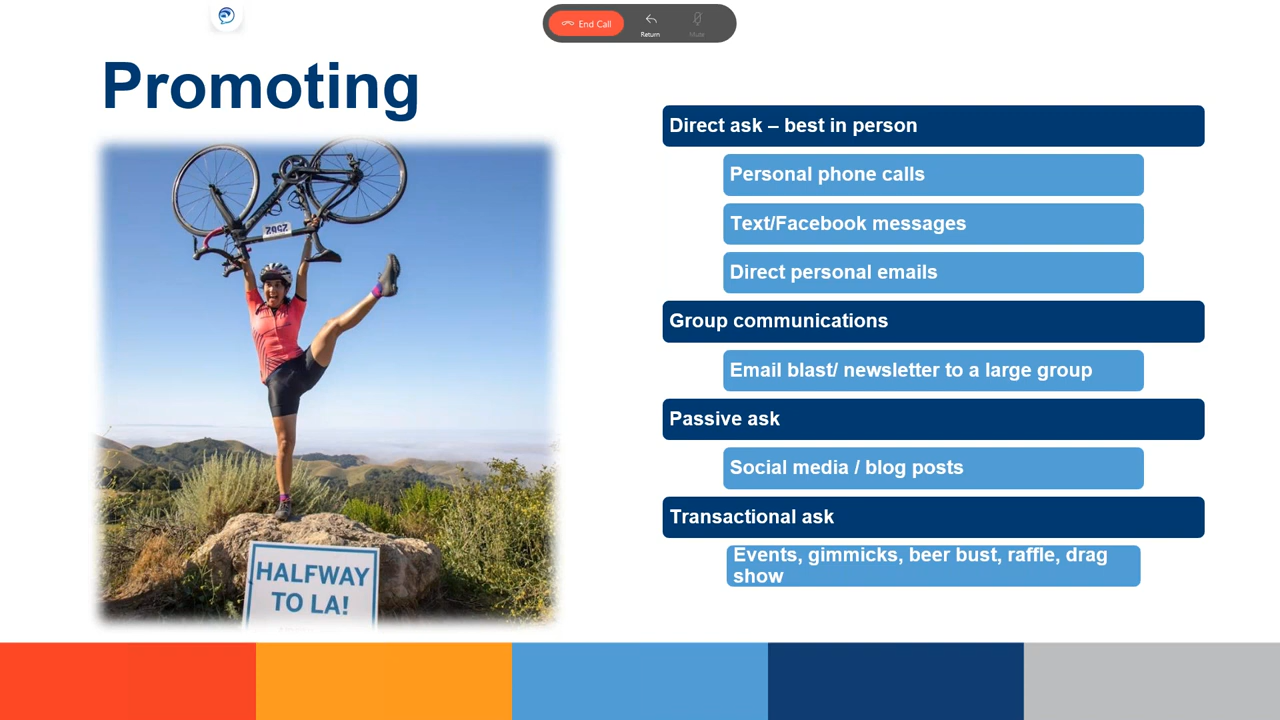 End Call
Return
Mute
Promoting
Direct ask – best in person
Personal phone calls
Text/Facebook messages
Direct personal emails
Group communications
Email blast/ newsletter to a large group
Passive ask
Social media / blog posts
Transactional ask
Events, gimmicks, beer bust, raffle, drag
show
HALFWAY
TO LA!